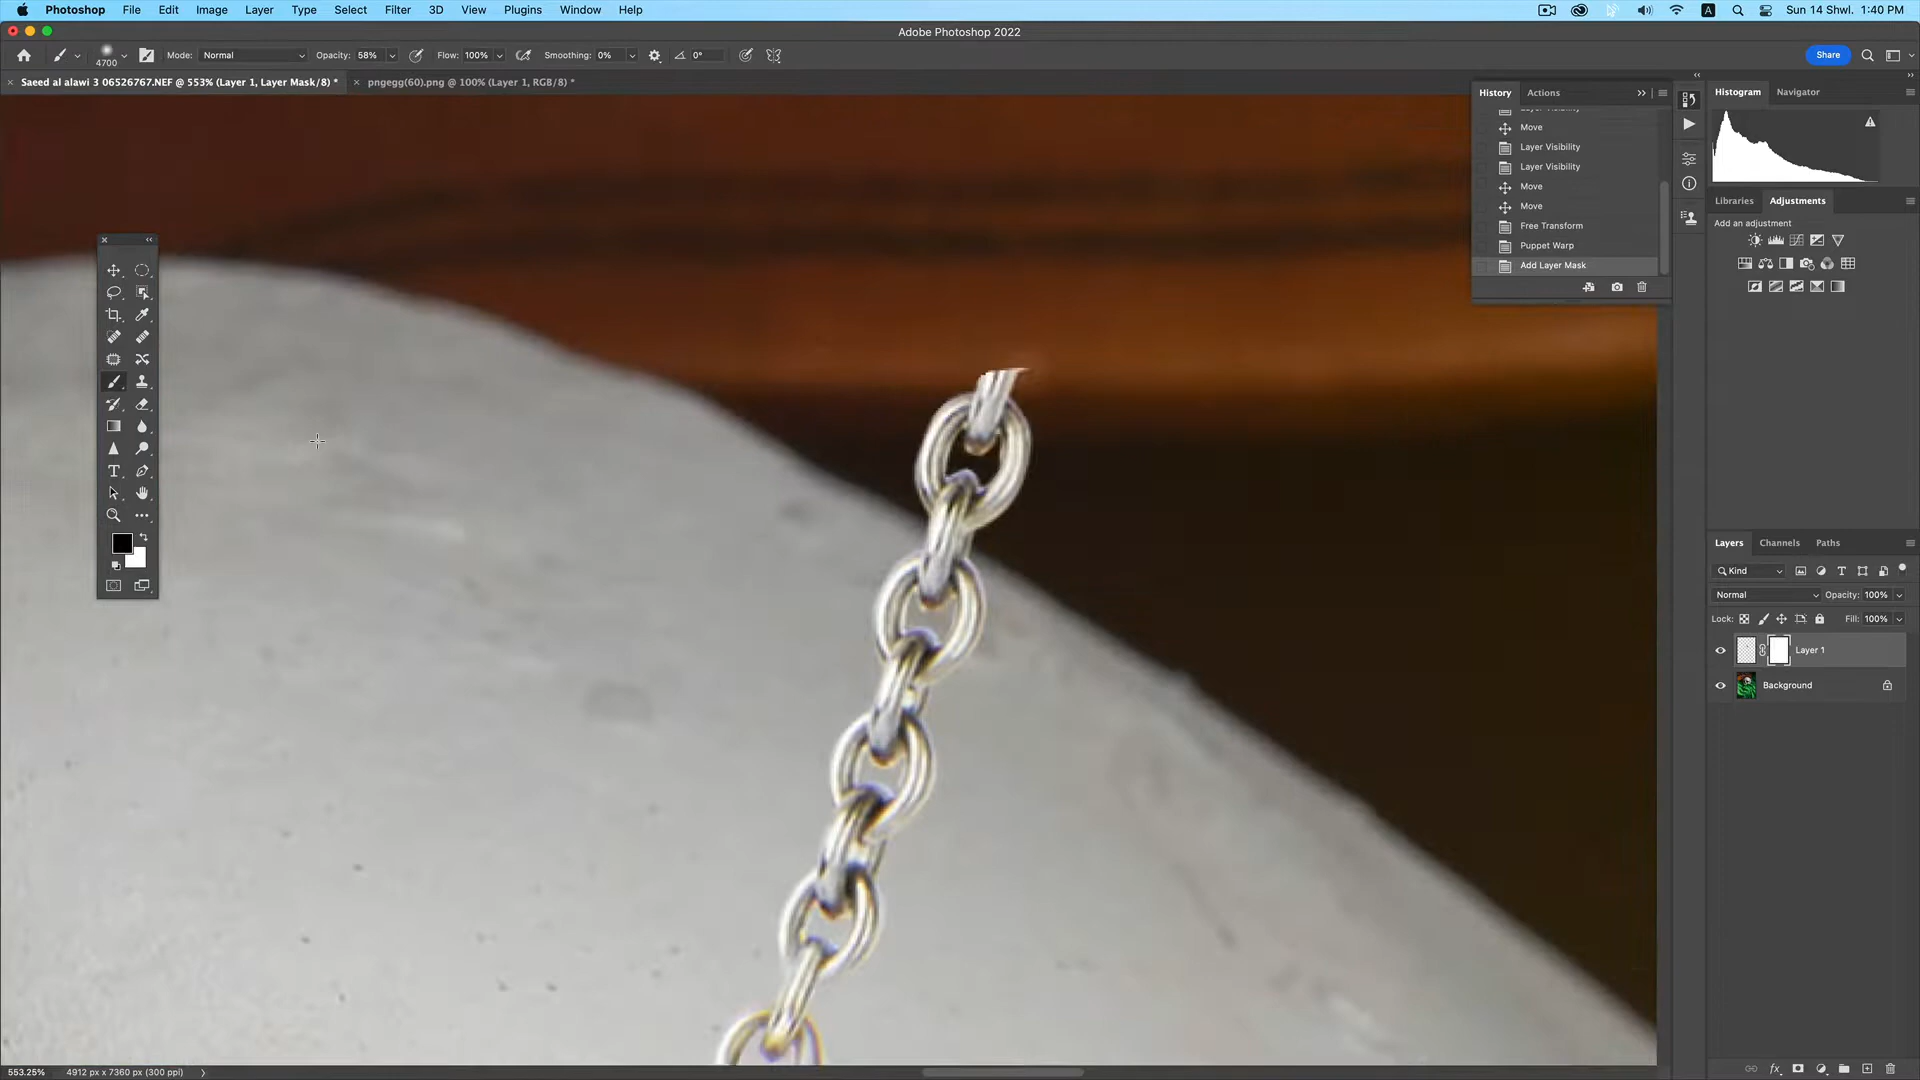 Photoshop File Edit Image Layer Type Select Filter 3D View Plugins Window Help
A
Sun 14 Shwl. 1:40 PM
Adobe Photoshop 2022
4700
Mode: Normal
Opacity: 58%
Flow: 100%
Smoothing: 0%
0°
Share
Saeed al alawi 3 06526767.NEF @ 553% (Layer 1, Layer Mask/8) *
pngegg(60).png @ 100% (Layer 1, RGB/8) *
History Actions
Layer Visibility
Move
Layer Visibility
Layer Visibility
Move
Move
Free Transform
Puppet Warp
Add Layer Mask
Histogram Navigator
Libraries Adjustments
Add an adjustment
Layers Channels Paths
Kind
Normal
Opacity: 100%
Lock:
Fill: 100%
Layer 1
Background
553.25%
4912 px x 7360 px (300 ppi)